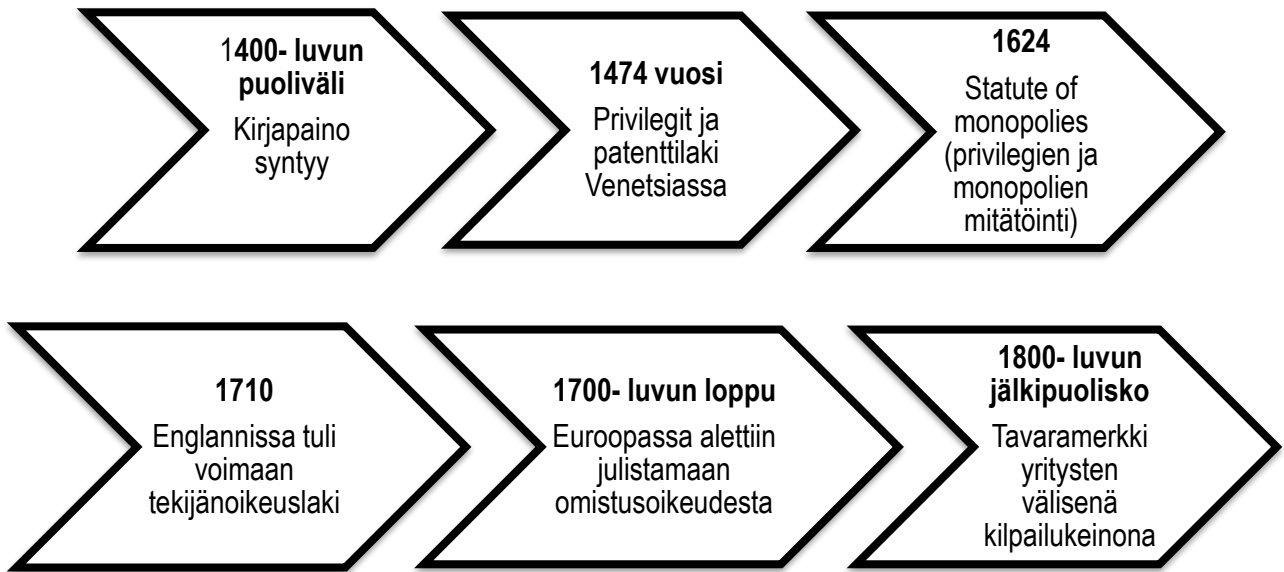 1400- luvun
puoliväli
Kirjapaino
syntyy
1474 vuosi
Privilegit ja
patenttilaki
Venetsiassa
1624
Statute of
monopolies
(privilegien ja
monopolien
mitätöinti)
1710
Englannissa tuli
voimaan
tekijänoikeuslaki
1700- luvun loppu
Euroopassa alettiin
julistamaan
omistusoikeudesta
1800- luvun
jälkipuolisko
Tavaramerkki
yritysten
välisenä
kilpailukeinona